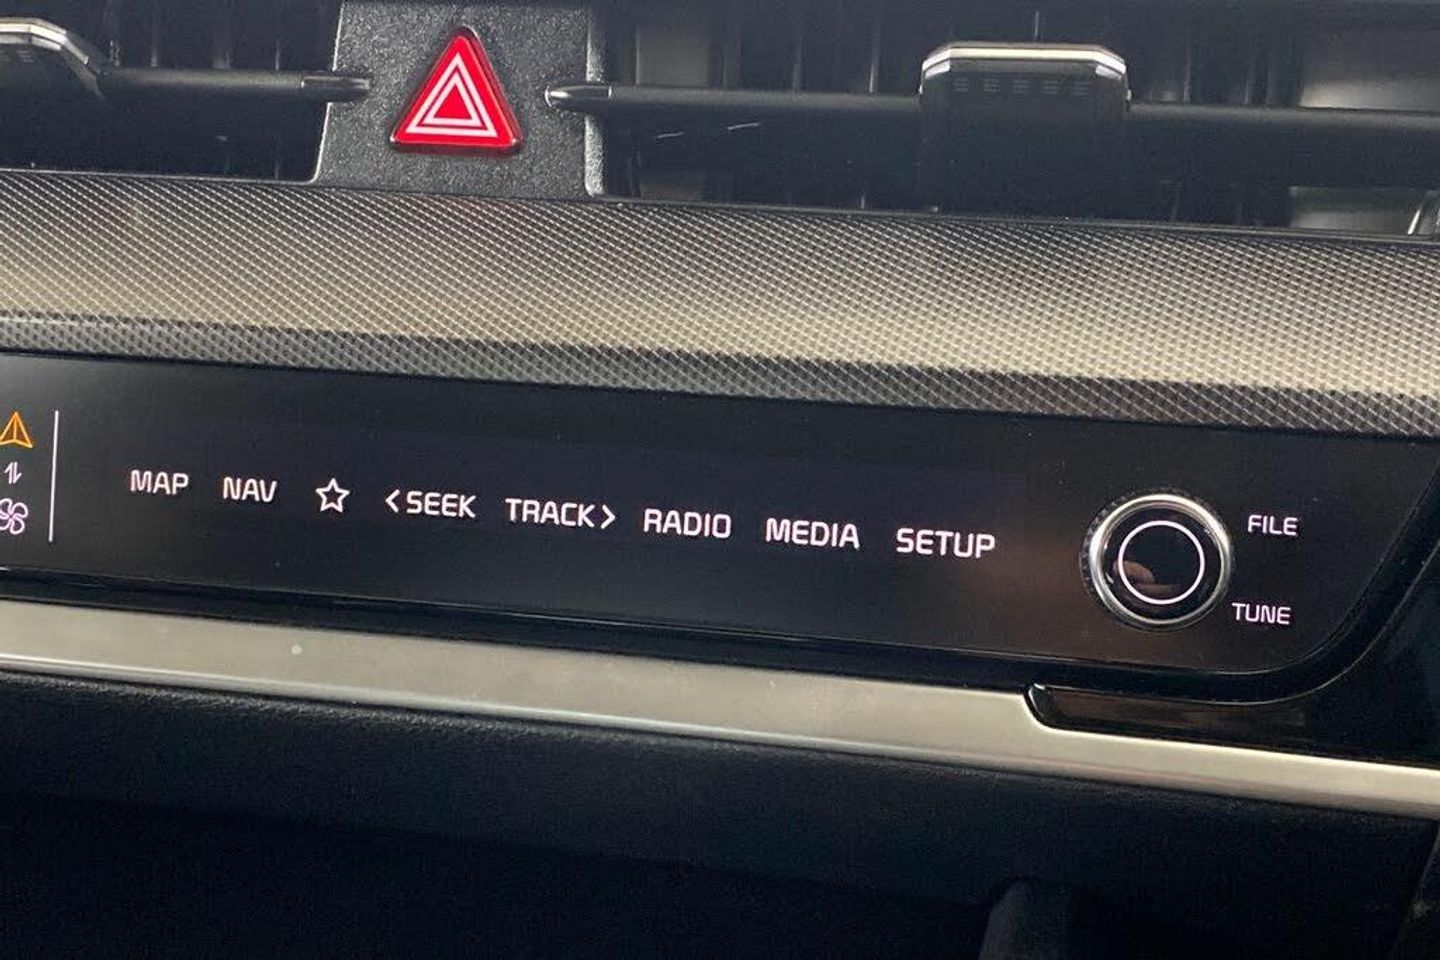 MAP NAV ☆ <SEEK TRACK> RADIO MEDIA SETUP
FILE
TUNE